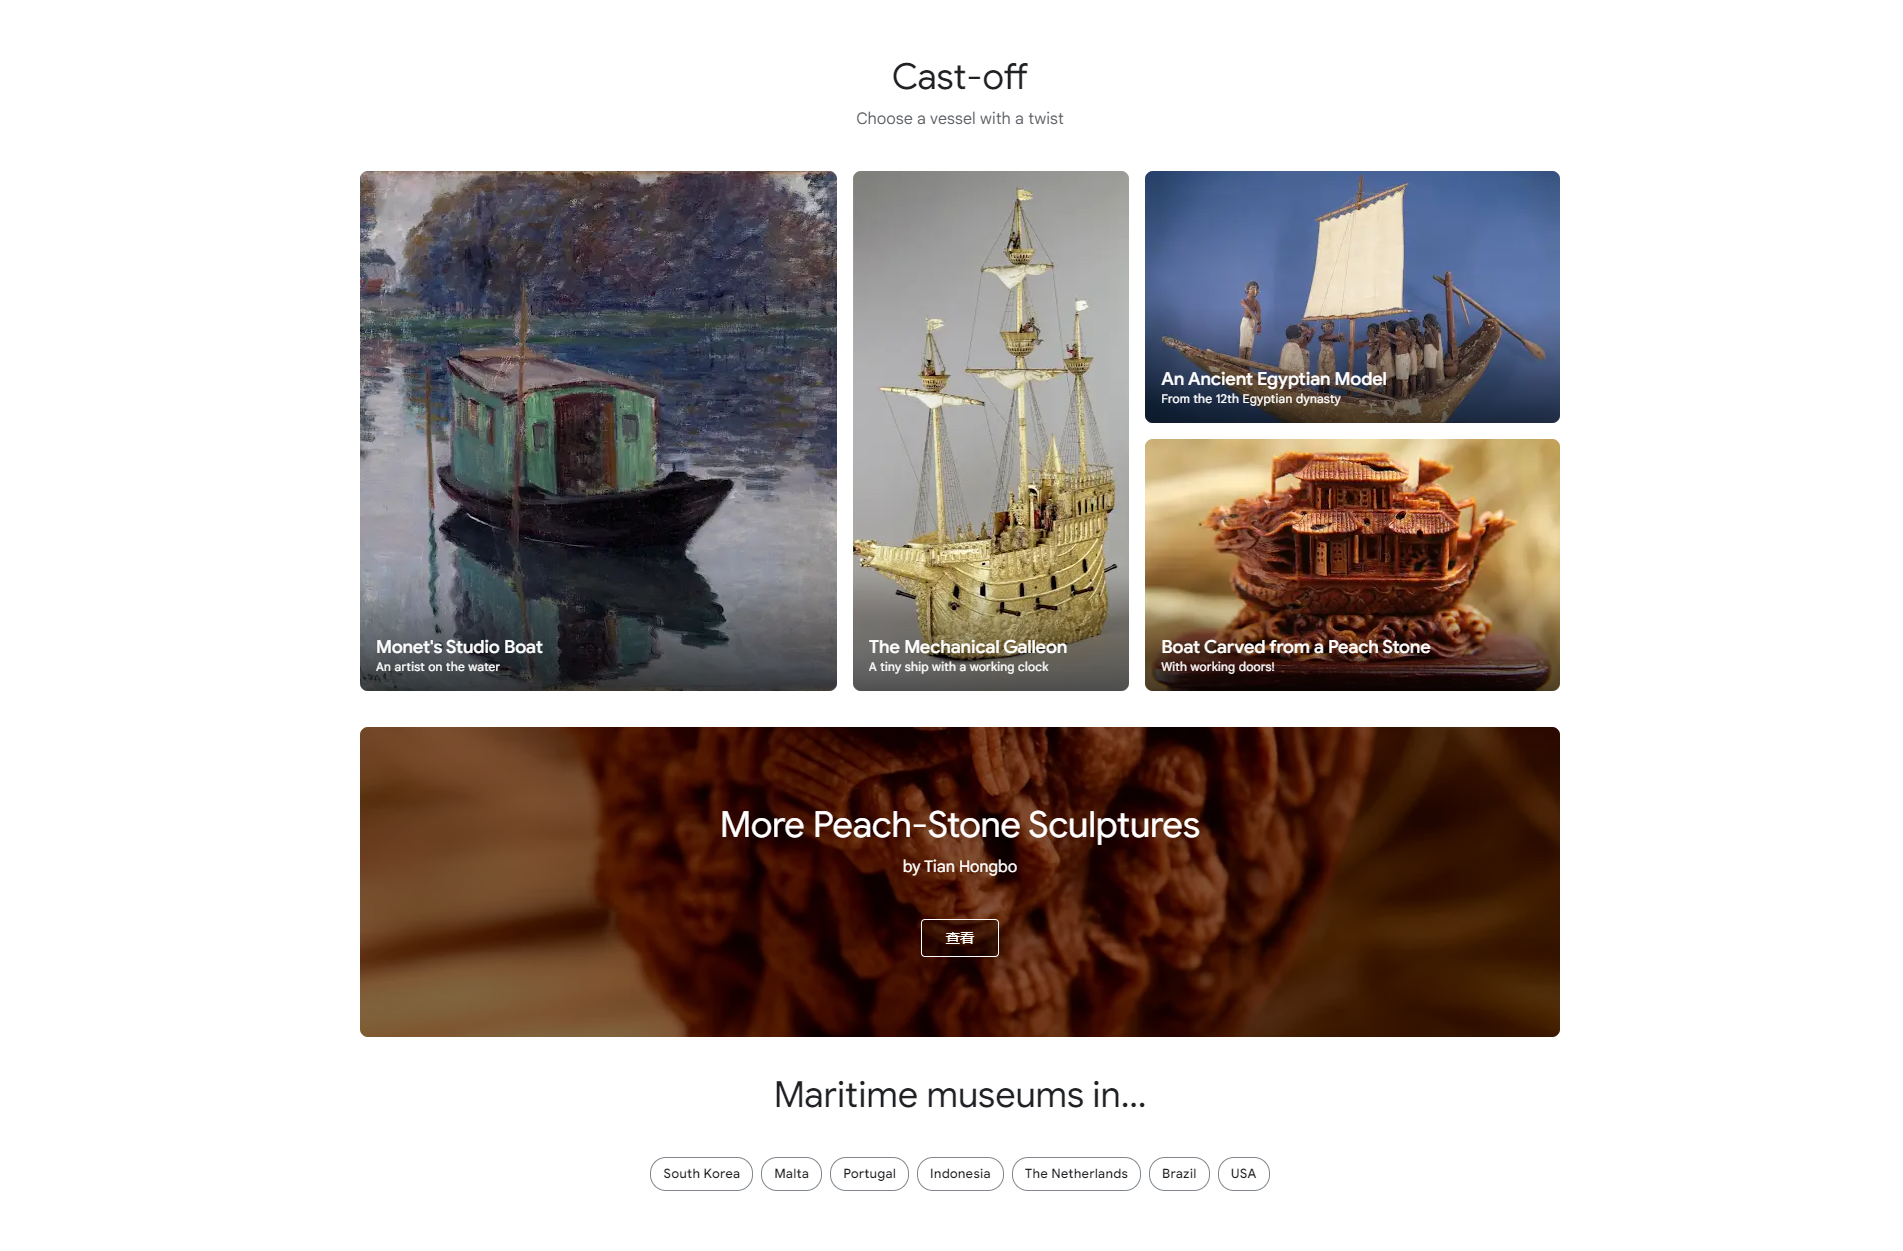 Cast-off
Choose a vessel with a twist
Monet's Studio Boat
An artist on the water
The Mechanical Galleon
A tiny ship with a working clock
An Ancient Egyptian Model
From the 12th Egyptian dynasty
Boat Carved from a Peach Stone
With working doors!
More Peach-Stone Sculptures
by Tian Hongbo
查看
Maritime museums in...
South Korea
Malta
Portugal
Indonesia
The Netherlands
Brazil
USA